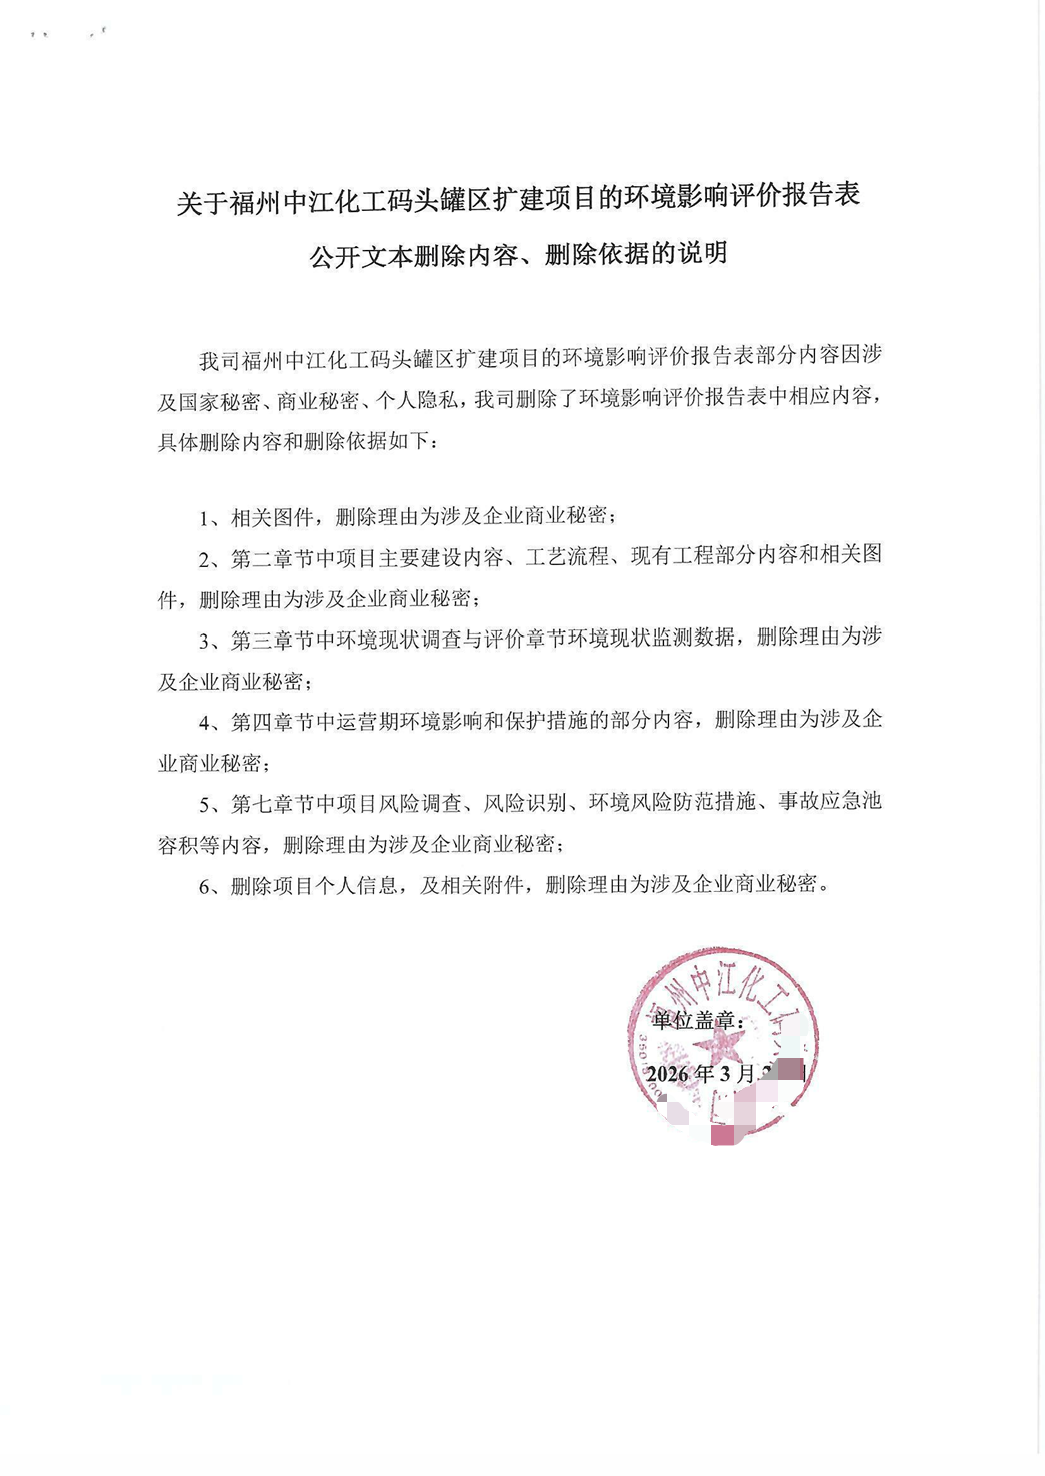 关于福州中江化工码头罐区扩建项目的环境影响评价报告表
公开文本删除内容、删除依据的说明
我司福州中江化工码头罐区扩建项目的环境影响评价报告表部分内容因涉
及国家秘密、商业秘密、个人隐私，我司删除了环境影响评价报告表中相应内容，
具体删除内容和删除依据如下：
1、相关图件，删除理由为涉及企业商业秘密；
2、第二章节中项目主要建设内容、工艺流程、现有工程部分内容和相关图
件，删除理由为涉及企业商业秘密；
3、第三章节中环境现状调查与评价章节环境现状监测数据，删除理由为涉
及企业商业秘密；
4、第四章节中运营期环境影响和保护措施的部分内容，删除理由为涉及企
业商业秘密；
5、第七章节中项目风险调查、风险识别、环境风险防范措施、事故应急池
容积等内容，删除理由为涉及企业商业秘密；
6、删除项目个人信息，及相关附件，删除理由为涉及企业商业秘密。
福州中江化工
单位盖章：
2026 年 3 月